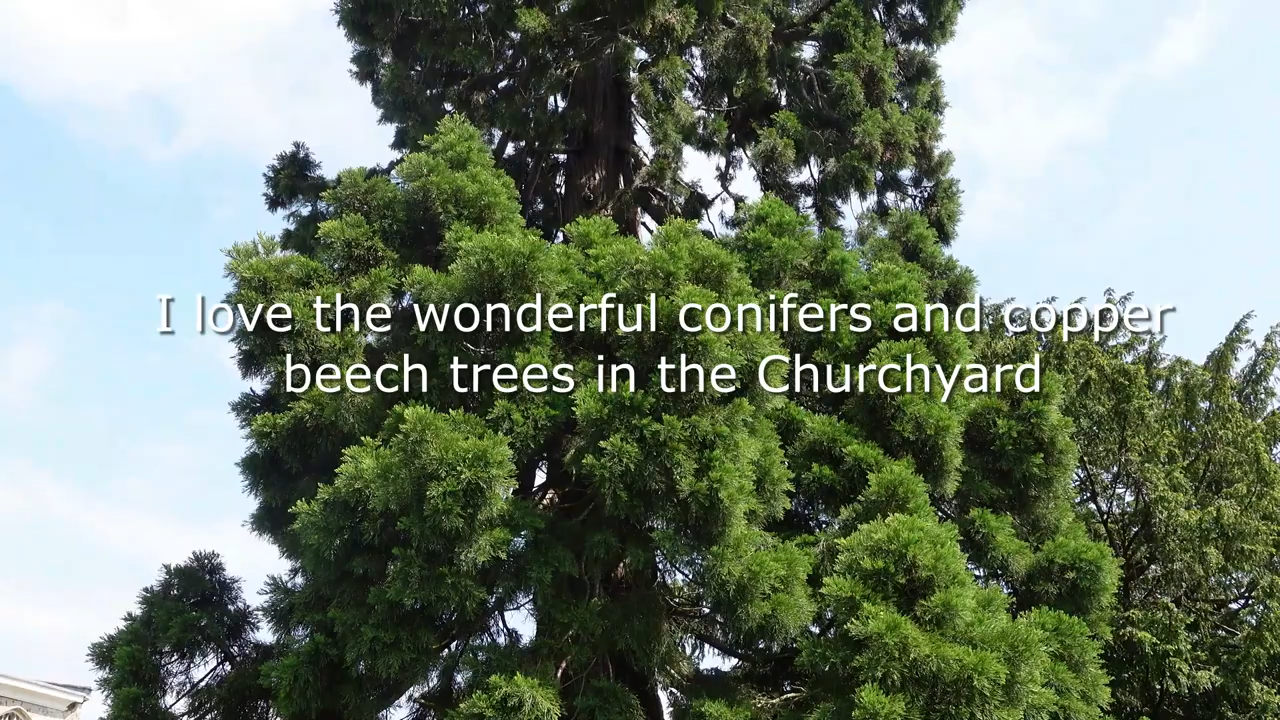 I love the wonderful conifers and copper
beech trees in the Churchyard